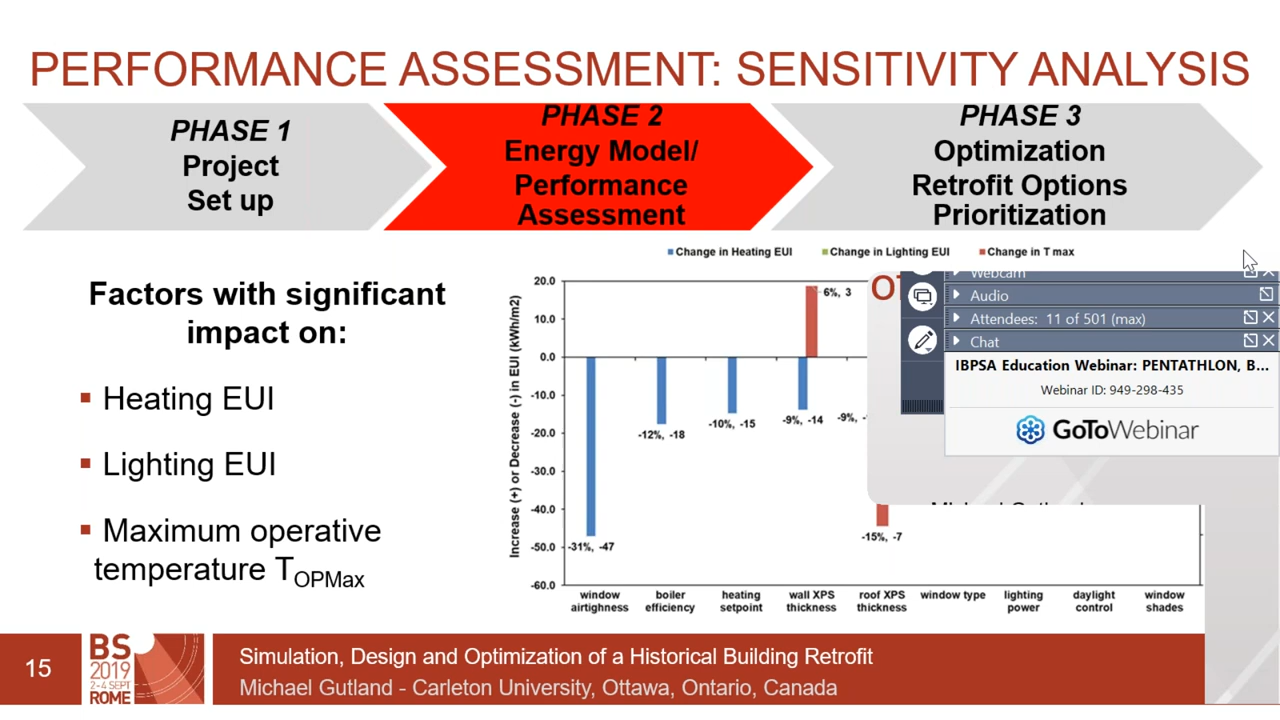 PERFORMANCE ASSESSMENT: SENSITIVITY ANALYSIS
PHASE 1
Project
Set up
PHASE 2
Energy Model/
Performance
Assessment
PHASE 3
Optimization
Retrofit Options
Prioritization
Factors with significant
impact on:
Heating EUI
Lighting EUI
Maximum operative
temperature TOPMax
Change in Heating EUI
Change in Lighting EUI
Change in T max
Increase (+) or Decrease (-) in EUI (kWh/m2)
20.0
10.0
0.0
-10.0
-20.0
-30.0
-40.0
-50.0
-60.0
-31%, -47
-12%, -18
-10%, -15
6%, 3
-9%, -14
-9%, -
-15%, -7
window
airtighness
boiler
efficiency
heating
setpoint
wall XPS
thickness
roof XPS
thickness
window type
lighting
power
daylight
control
window
shades
Webcam
Audio
Attendees: 11 of 501 (max)
Chat
IBPSA Education Webinar: PENTATHLON, B...
Webinar ID: 949-298-435
GoToWebinar
15
BS
2019
2-4 SEPT
ROME
Simulation, Design and Optimization of a Historical Building Retrofit
Michael Gutland - Carleton University, Ottawa, Ontario, Canada